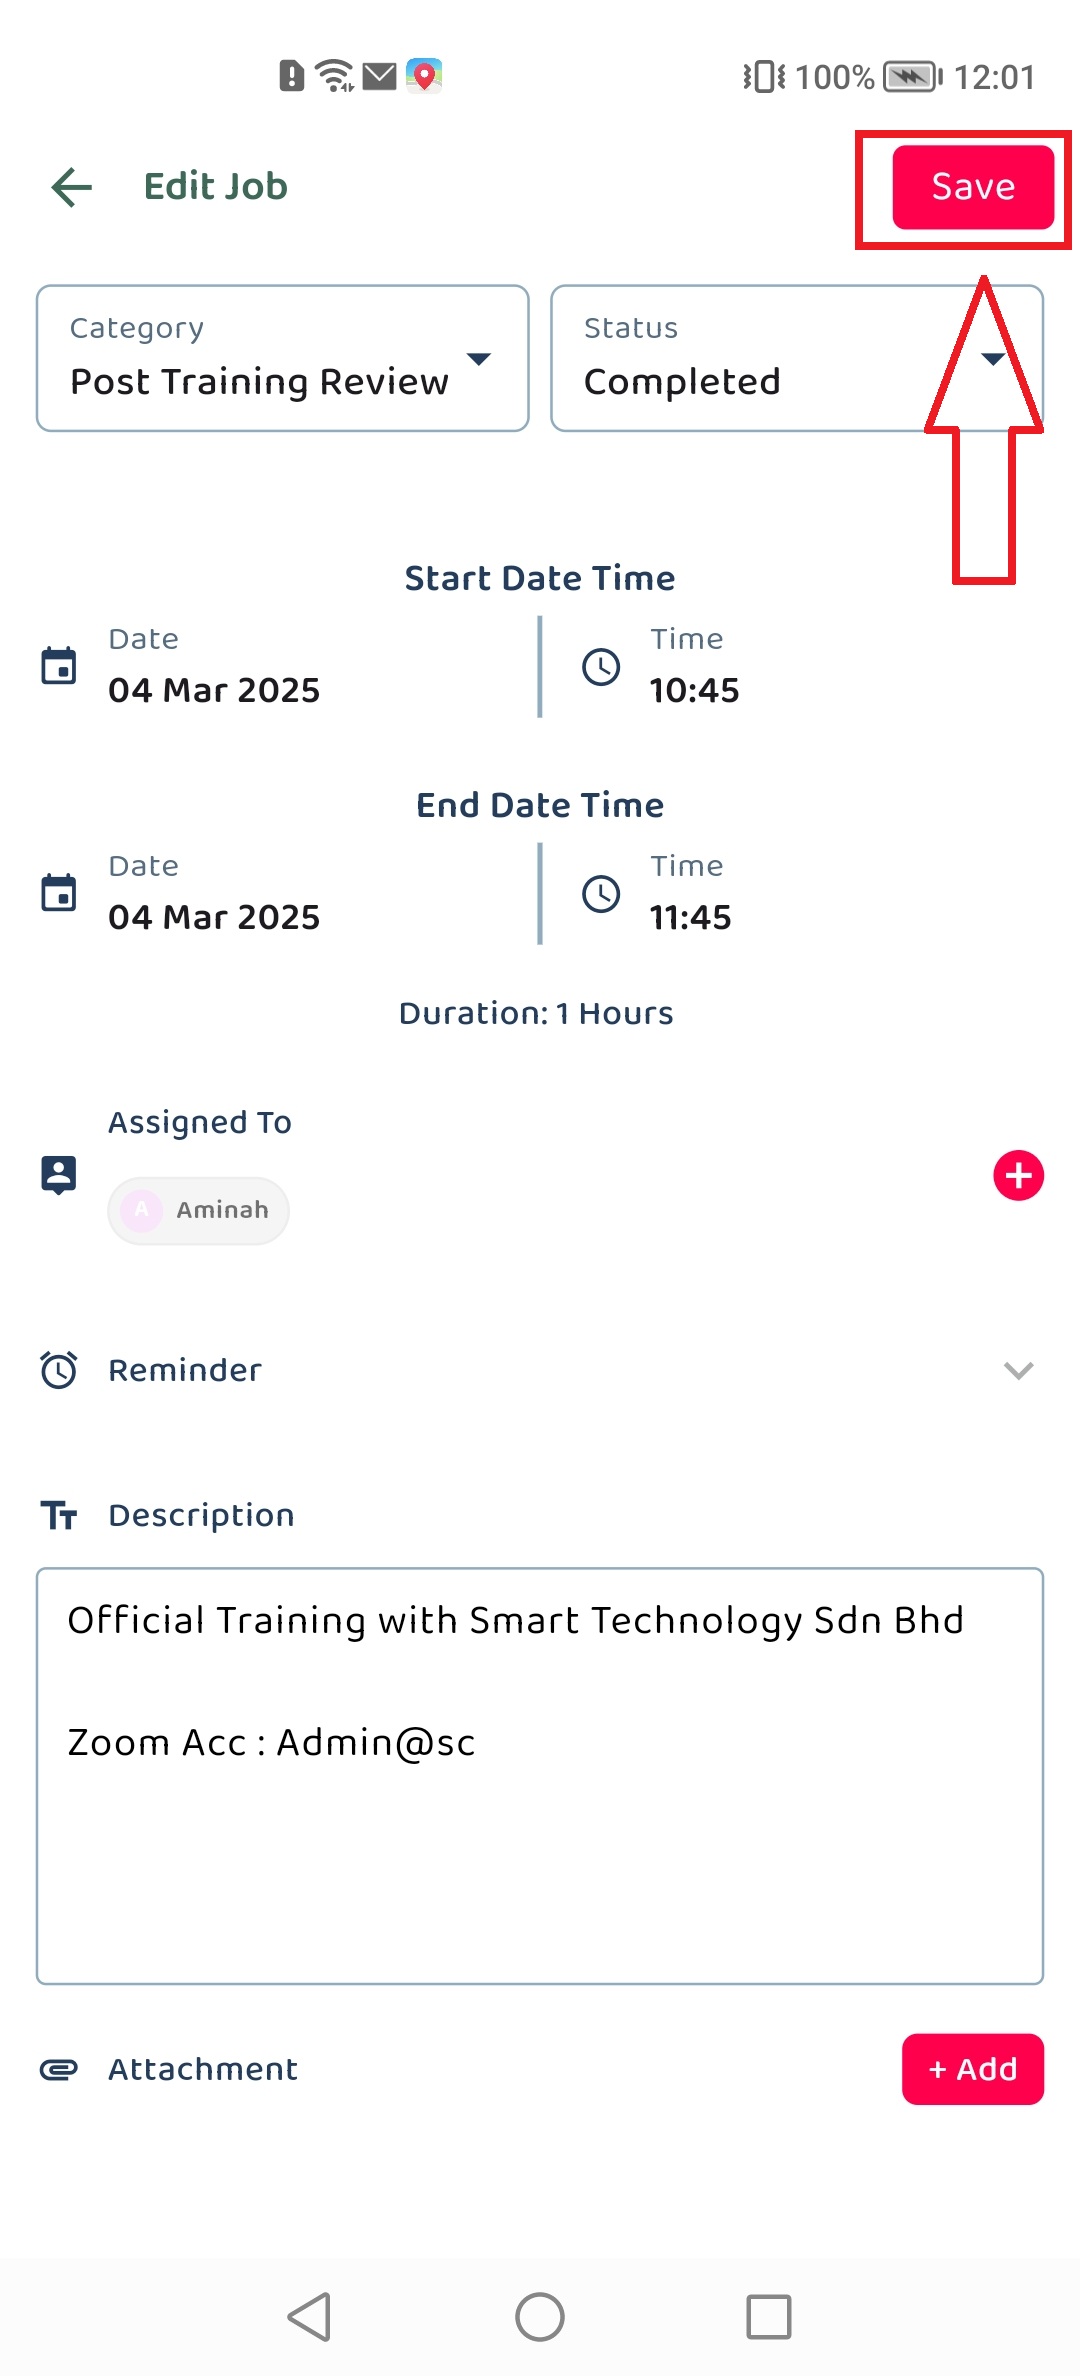 100% 12:01
Edit Job
Save
Category
Post Training Review
Status
Completed
Start Date Time
Date
04 Mar 2025
Time
10:45
End Date Time
Date
04 Mar 2025
Time
11:45
Duration: 1 Hours
Assigned To
A Aminah
Reminder
Description
Official Training with Smart Technology Sdn Bhd
Zoom Acc : Admin@sc
Attachment
+ Add